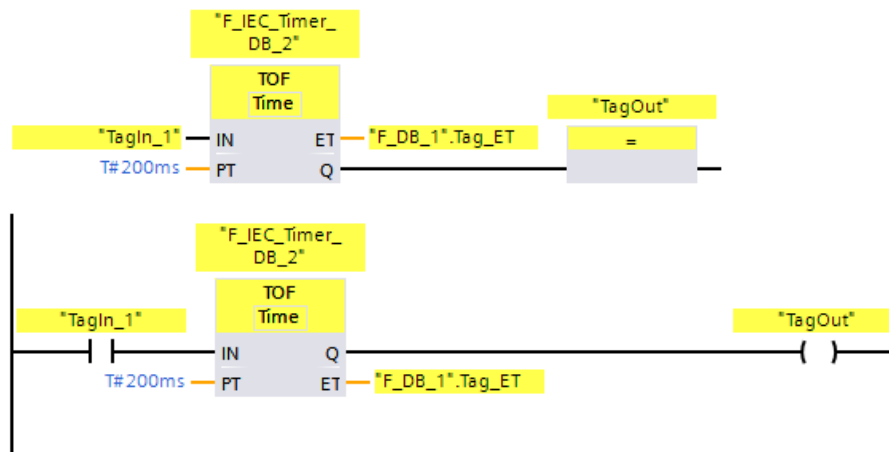 "F_IEC_Timer_
DB_2"
TOF
Time
"TagOut"
"TagIn_1" IN ET "F_DB_1".Tag_ET =
T#200ms PT Q
"F_IEC_Timer_
DB_2"
TOF
"TagIn_1" Time "TagOut"
IN Q
T#200ms PT ET "F_DB_1".Tag_ET